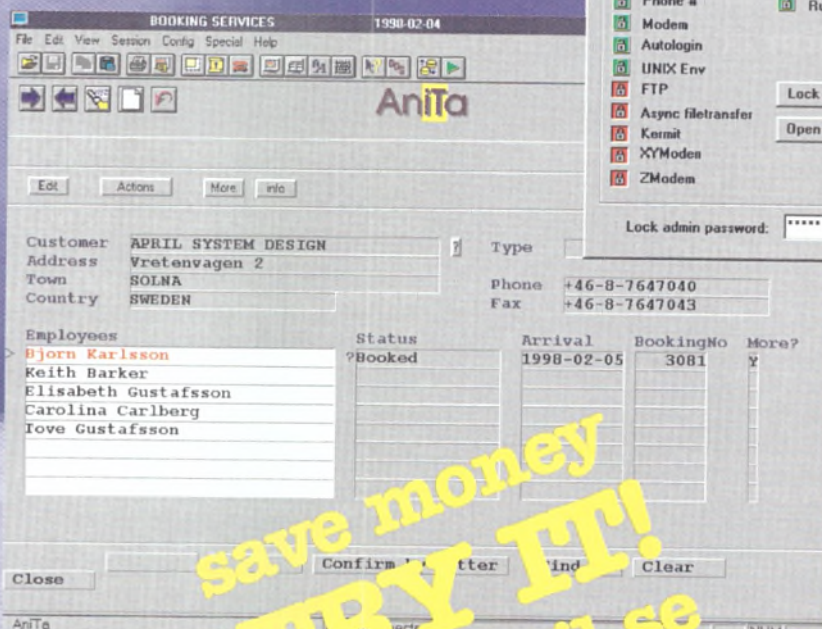 BOOKING SERVICES 1998-02-04
File Edit View Session Config Special Help
AniTa
Edit Actions More info
Customer APRIL SYSTEM DESIGN ? Type
Address Vretenvagen 2
Town SOLNA Phone +46-8-7647040
Country SWEDEN Fax +46-8-7647043
Employees Status Arrival BookingNo More?
> Bjorn Karlsson ?Booked 1998-02-05 3081 Y
Keith Barker
Elisabeth Gustafsson
Carolina Carlberg
Tove Gustafsson
Close Confirm Clear
AniTa
Phone #
Modem
Autologin
UNIX Env
FTP Lock
Async filetransfer
Kermit Open
XYModem
ZModem
Lock admin password: *****
save money
TRY IT!